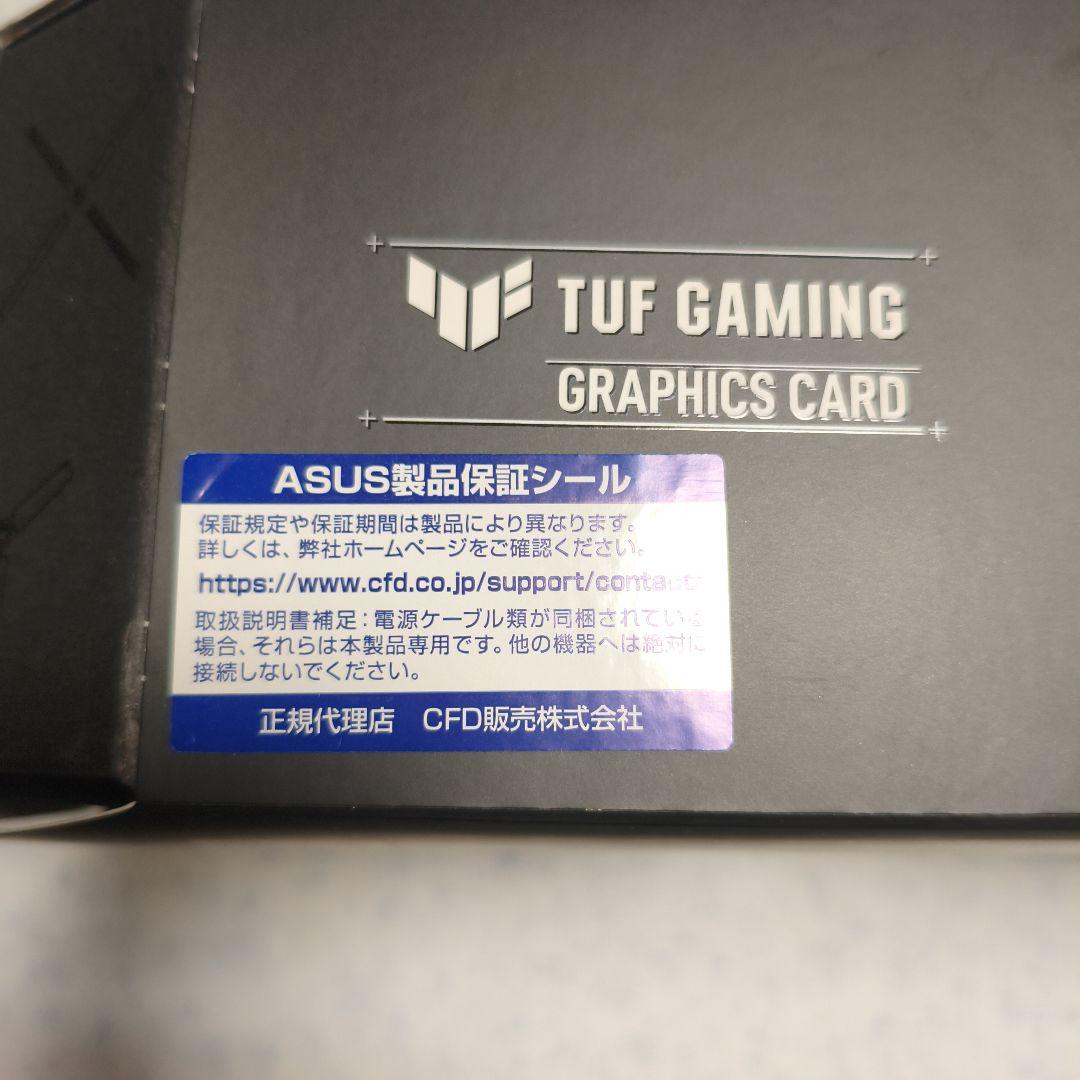 TUF GAMING
GRAPHICS CARD
ASUS製品保証シール
保証規定や保証期間は製品により異なります。
詳しくは、弊社ホームページをご確認ください。
https://www.cfd.co.jp/support/contact/
取扱説明書補足：電源ケーブル類が同梱されている
場合、それらは本製品専用です。他の機器へは絶対に
接続しないでください。
正規代理店 CFD販売株式会社